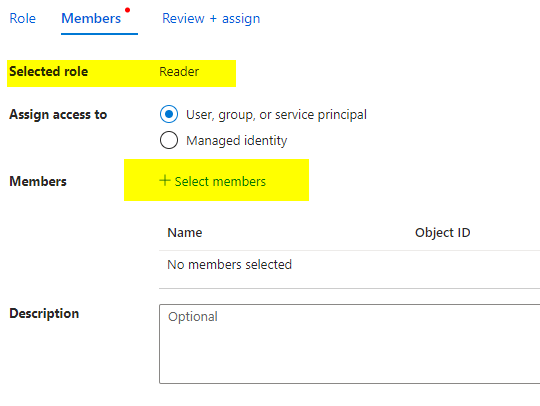 Role Members Review + assign
Selected role Reader
Assign access to User, group, or service principal
Managed identity
Members + Select members
Name Object ID
No members selected
Description Optional